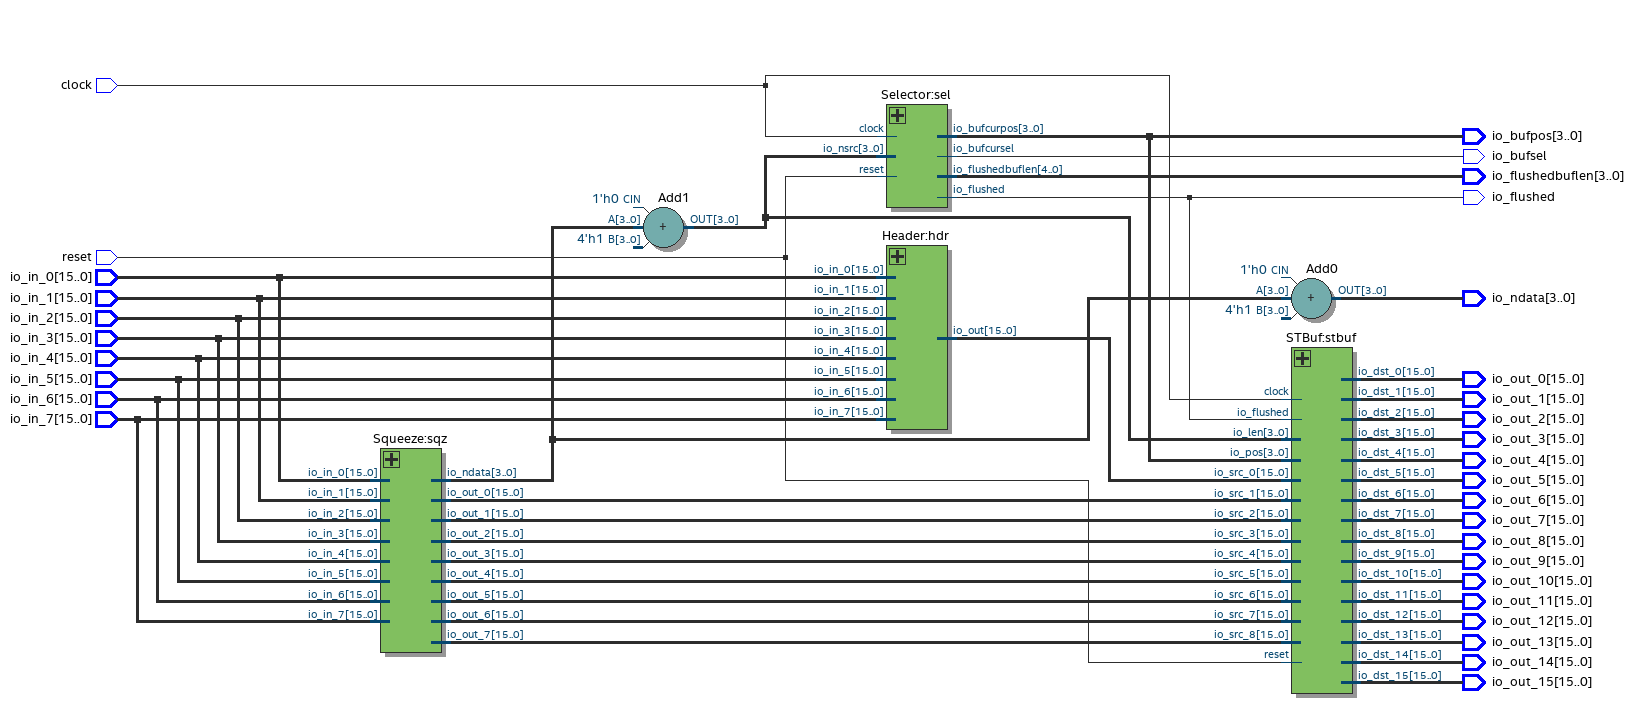 clock
Selector:sel
clock
io_nsrc[3..0]
reset
io_bufcurpos[3..0]
io_bufcursel
io_flushedbuflen[4..0]
io_flushed
io_bufpos[3..0]
io_bufsel
io_flushedbuflen[3..0]
io_flushed
1'h0 CIN
Add1
A[3..0]
+
OUT[3..0]
4'h1 B[3..0]
reset
io_in_0[15..0]
io_in_1[15..0]
io_in_2[15..0]
io_in_3[15..0]
io_in_4[15..0]
io_in_5[15..0]
io_in_6[15..0]
io_in_7[15..0]
Header:hdr
io_in_0[15..0]
io_in_1[15..0]
io_in_2[15..0]
io_in_3[15..0]
io_in_4[15..0]
io_in_5[15..0]
io_in_6[15..0]
io_in_7[15..0]
io_out[15..0]
1'h0 CIN
Add0
A[3..0]
+
OUT[3..0]
4'h1 B[3..0]
io_ndata[3..0]
Squeeze:sqz
io_in_0[15..0]
io_in_1[15..0]
io_in_2[15..0]
io_in_3[15..0]
io_in_4[15..0]
io_in_5[15..0]
io_in_6[15..0]
io_in_7[15..0]
io_ndata[3..0]
io_out_0[15..0]
io_out_1[15..0]
io_out_2[15..0]
io_out_3[15..0]
io_out_4[15..0]
io_out_5[15..0]
io_out_6[15..0]
io_out_7[15..0]
STBuf:stbuf
clock
io_flushed
io_len[3..0]
io_pos[3..0]
io_src_0[15..0]
io_src_1[15..0]
io_src_2[15..0]
io_src_3[15..0]
io_src_4[15..0]
io_src_5[15..0]
io_src_6[15..0]
io_src_7[15..0]
io_src_8[15..0]
reset
io_dst_0[15..0]
io_dst_1[15..0]
io_dst_2[15..0]
io_dst_3[15..0]
io_dst_4[15..0]
io_dst_5[15..0]
io_dst_6[15..0]
io_dst_7[15..0]
io_dst_8[15..0]
io_dst_9[15..0]
io_dst_10[15..0]
io_dst_11[15..0]
io_dst_12[15..0]
io_dst_13[15..0]
io_dst_14[15..0]
io_dst_15[15..0]
io_out_0[15..0]
io_out_1[15..0]
io_out_2[15..0]
io_out_3[15..0]
io_out_4[15..0]
io_out_5[15..0]
io_out_6[15..0]
io_out_7[15..0]
io_out_8[15..0]
io_out_9[15..0]
io_out_10[15..0]
io_out_11[15..0]
io_out_12[15..0]
io_out_13[15..0]
io_out_14[15..0]
io_out_15[15..0]